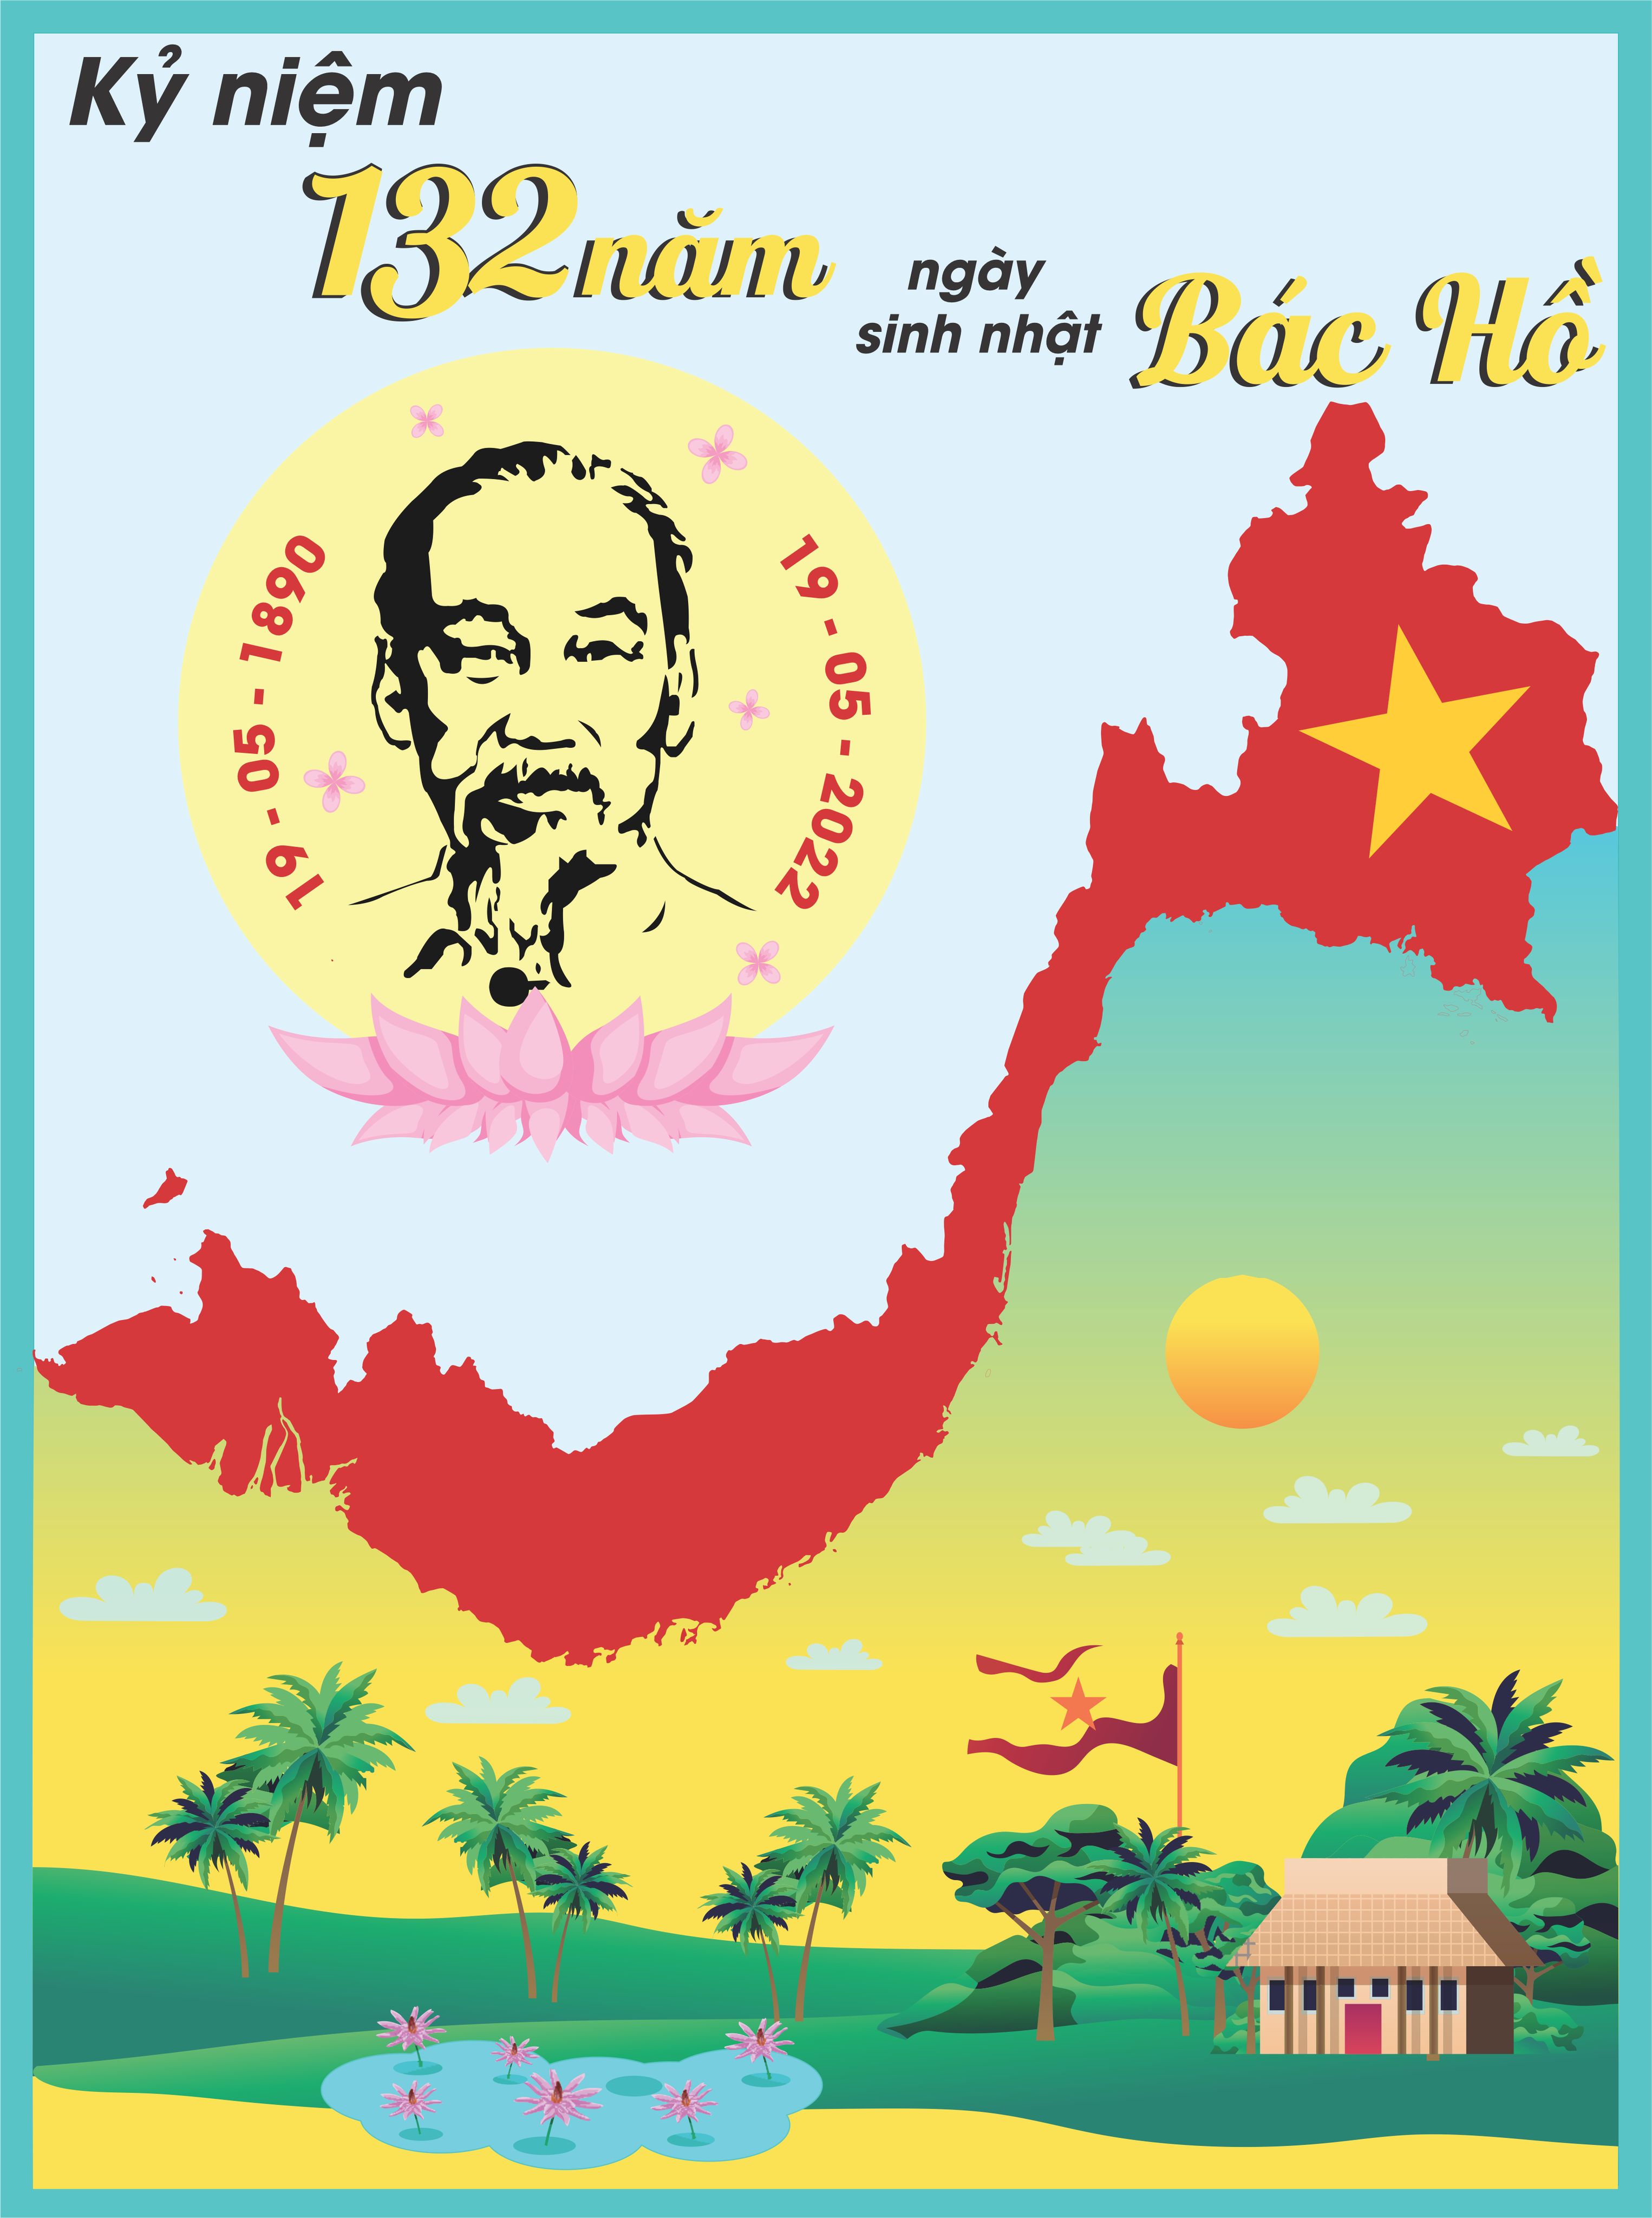 Kỷ niệm
132 năm
ngày
sinh nhật
Bác Hồ
19 - 05 - 1890
19 - 05 - 2022